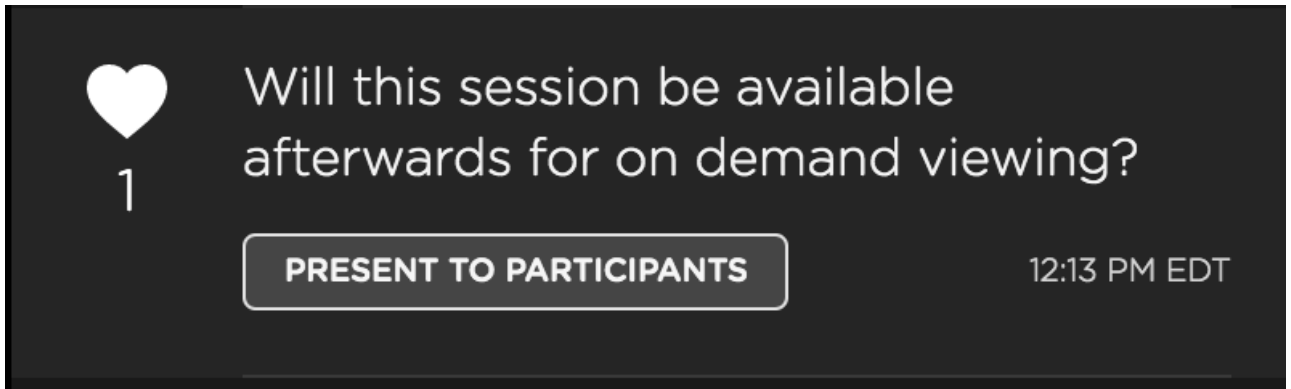 Will this session be available
afterwards for on demand viewing?
1
PRESENT TO PARTICIPANTS
12:13 PM EDT